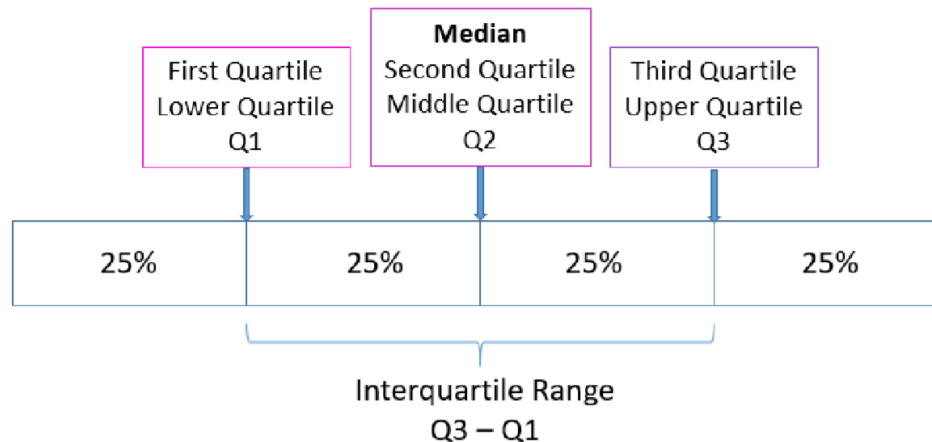 First Quartile
Lower Quartile
Q1
Median
Second Quartile
Middle Quartile
Q2
Third Quartile
Upper Quartile
Q3
25%
25%
25%
25%
Interquartile Range
Q3 – Q1